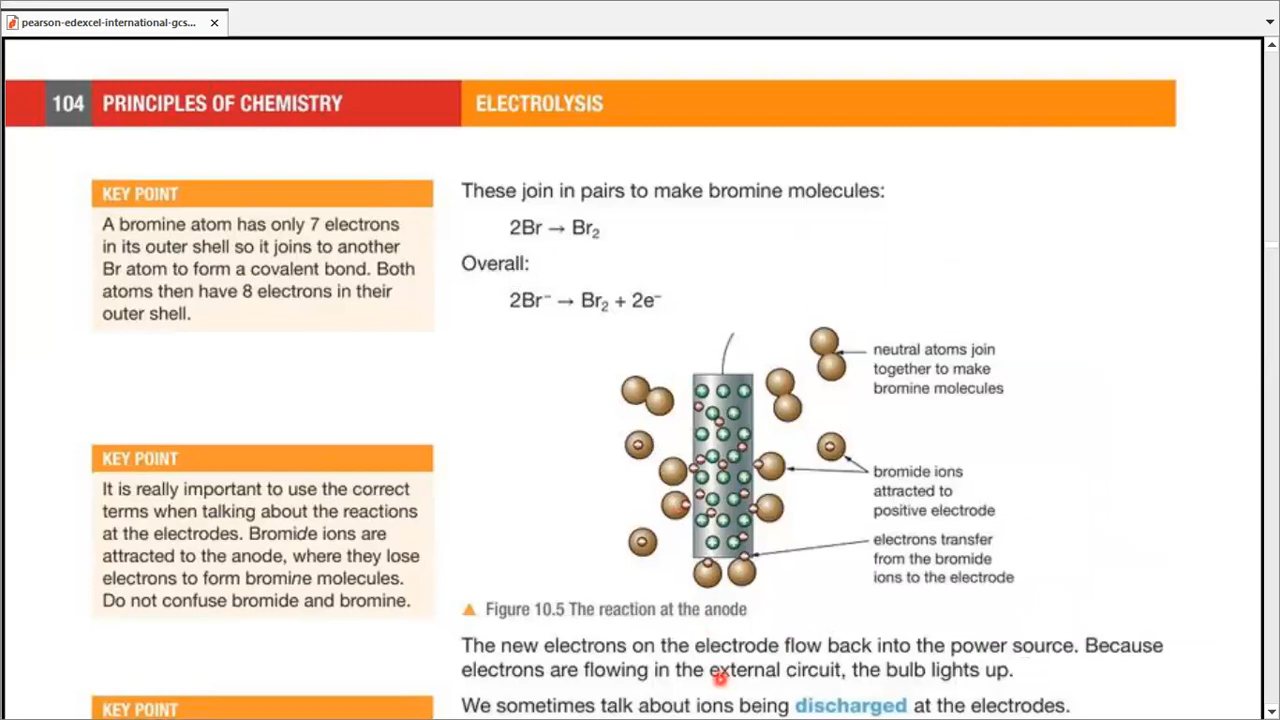 pearson-edexcel-international-gcs...
104 PRINCIPLES OF CHEMISTRY ELECTROLYSIS
KEY POINT
A bromine atom has only 7 electrons
in its outer shell so it joins to another
Br atom to form a covalent bond. Both
atoms then have 8 electrons in their
outer shell.
KEY POINT
It is really important to use the correct
terms when talking about the reactions
at the electrodes. Bromide ions are
attracted to the anode, where they lose
electrons to form bromine molecules.
Do not confuse bromide and bromine.
KEY POINT
These join in pairs to make bromine molecules:
2Br → Br₂
Overall:
2Br⁻ → Br₂ + 2e⁻
neutral atoms join
together to make
bromine molecules
bromide ions
attracted to
positive electrode
electrons transfer
from the bromide
ions to the electrode
▲ Figure 10.5 The reaction at the anode
The new electrons on the electrode flow back into the power source. Because
electrons are flowing in the external circuit, the bulb lights up.
We sometimes talk about ions being discharged at the electrodes.